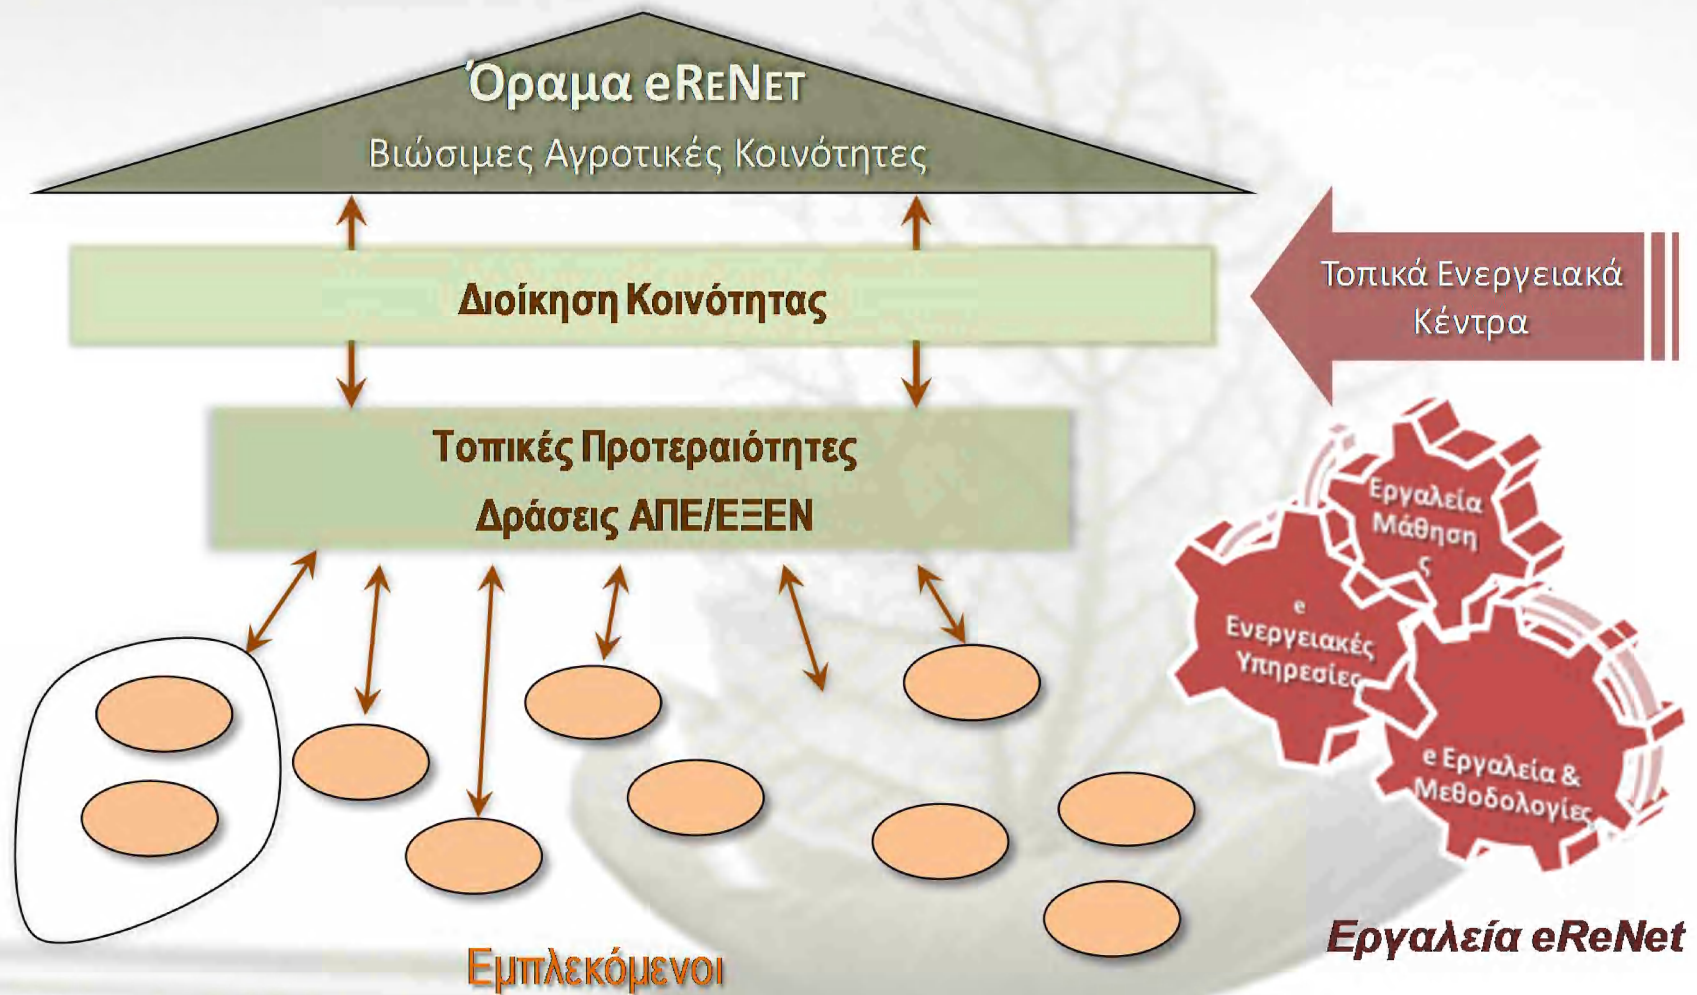 Όραμα eReNet
Βιώσιμες Αγροτικές Κοινότητες
Διοίκηση Κοινότητας
Τοπικά Ενεργειακά
Κέντρα
Τοπικές Προτεραιότητες
Δράσεις ΑΠΕ/ΕΞΕΝ
Εργαλεία
Μάθηση
ς
e
Ενεργειακές
Υπηρεσίες
e Εργαλεία &
Μεθοδολογίες
Εργαλεία eReNet
Εμπλεκόμενοι